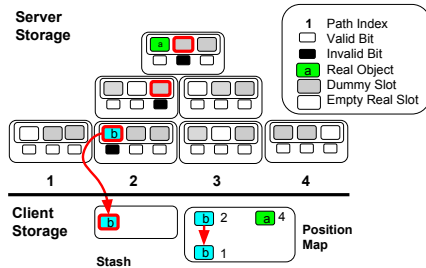 Server
Storage
1 Path Index
Valid Bit
Invalid Bit
a Real Object
Dummy Slot
Empty Real Slot
a
b
1 2 3 4
Client
Storage
b
b 2 a 4
b 1
Position
Map
Stash